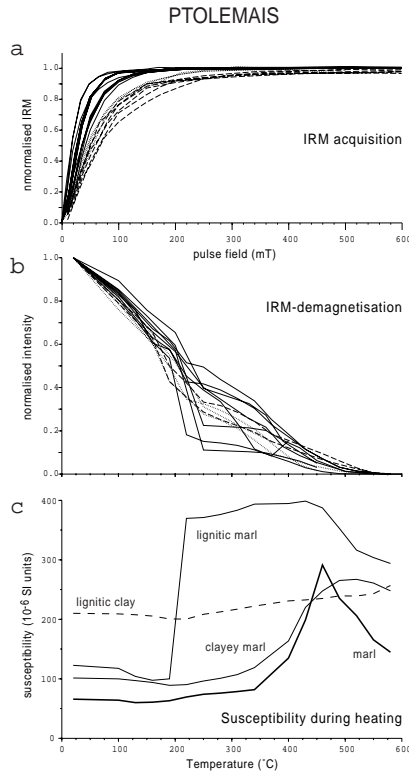 PTOLEMAIS
a
nmormalised IRM
1.0
0.8
0.6
0.4
0.2
0.0
IRM acquisition
0 100 200 300 400 500 600
pulse field (mT)
b
normalised intensity
1.0
0.8
0.6
0.4
0.2
0.0
IRM-demagnetisation
c
susceptibility (10-6 SI units)
400
300
200
100
0
lignitic marl
lignitic clay
clayey marl
marl
Susceptibility during heating
0 100 200 300 400 500 600
Temperature (˚C)